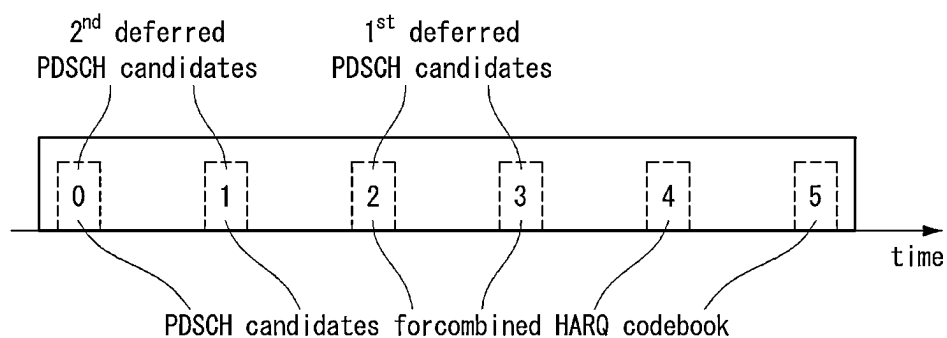 2nd deferred
PDSCH candidates
1st deferred
PDSCH candidates
0 1 2 3 4 5
time
PDSCH candidates forcombined HARQ codebook